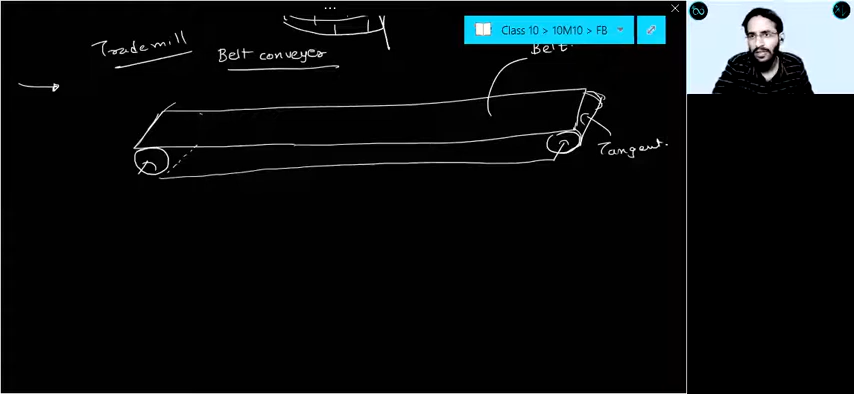 ...
Class 10 > 10M10 > FB
Trademill
Belt conveyer
Belt.
Tangent.